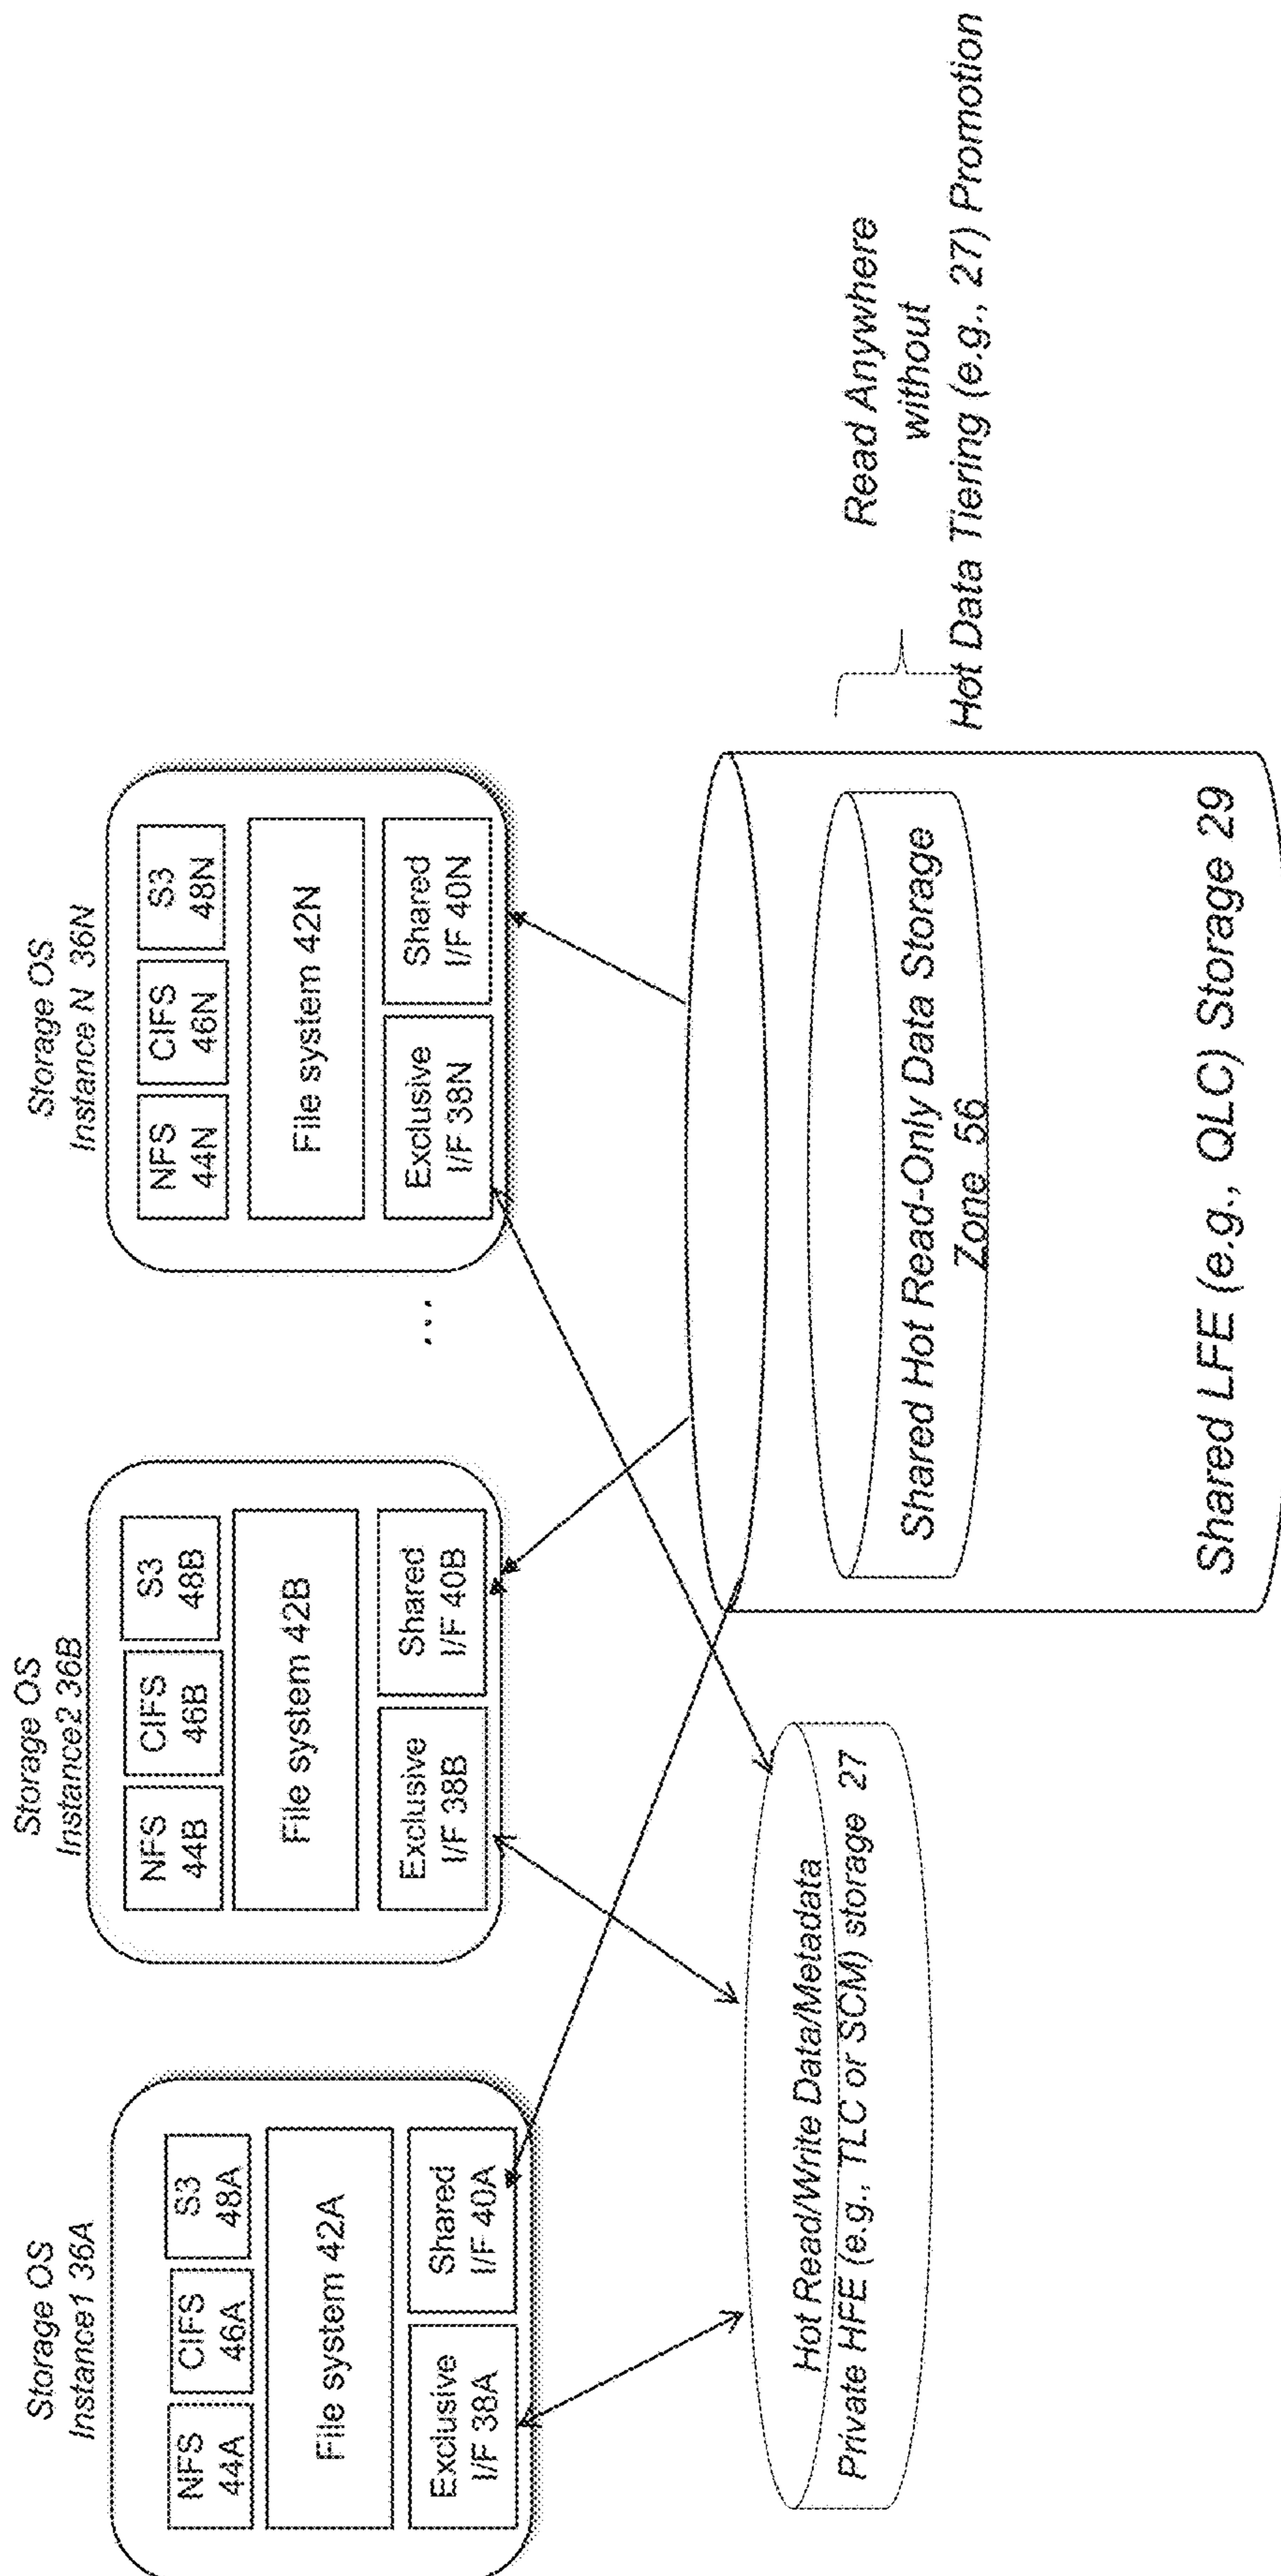 Storage OS
Instance1 36A
NFS
44A
CIFS
46A
S3
48A
File system 42A
Exclusive
I/F 38A
Shared
I/F 40A
Storage OS
Instance2 36B
NFS
44B
CIFS
46B
S3
48B
File system 42B
Exclusive
I/F 38B
Shared
I/F 40B
...
Storage OS
Instance N 36N
NFS
44N
CIFS
46N
S3
48N
File system 42N
Exclusive
I/F 38N
Shared
I/F 40N
Hot Read/Write Data/Metadata
Private HFE (e.g., TLC or SCM) storage 27
Shared Hot Read-Only Data Storage
Zone 56
Shared LFE (e.g., QLC) Storage 29
Read Anywhere
without
Hot Data Tiering (e.g., 27) Promotion